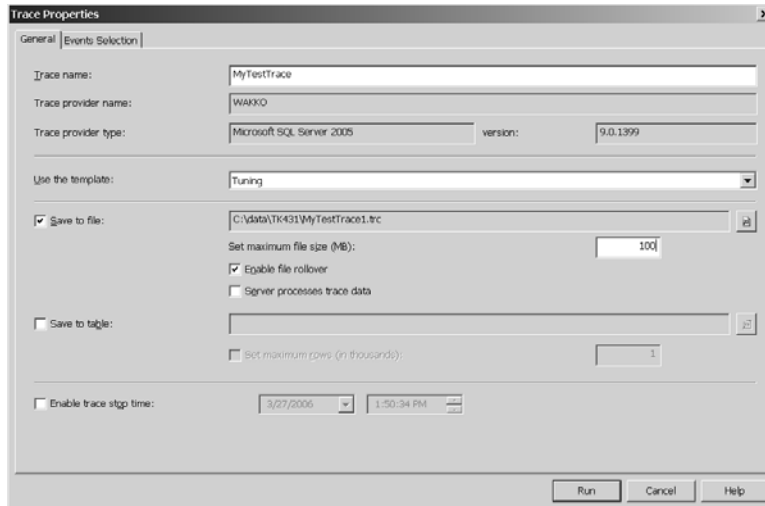 Trace Properties
General Events Selection
Trace name: MyTestTrace
Trace provider name: WAKKO
Trace provider type: Microsoft SQL Server 2005 version: 9.0.1399
Use the template: Tuning
Save to file: C:\data\TK431\MyTestTrace1.trc
Set maximum file size (MB): 100
Enable file rollover
Server processes trace data
Save to table:
Set maximum rows (in thousands): 1
Enable trace stop time: 3/27/2006 1:50:34 PM
Run Cancel Help